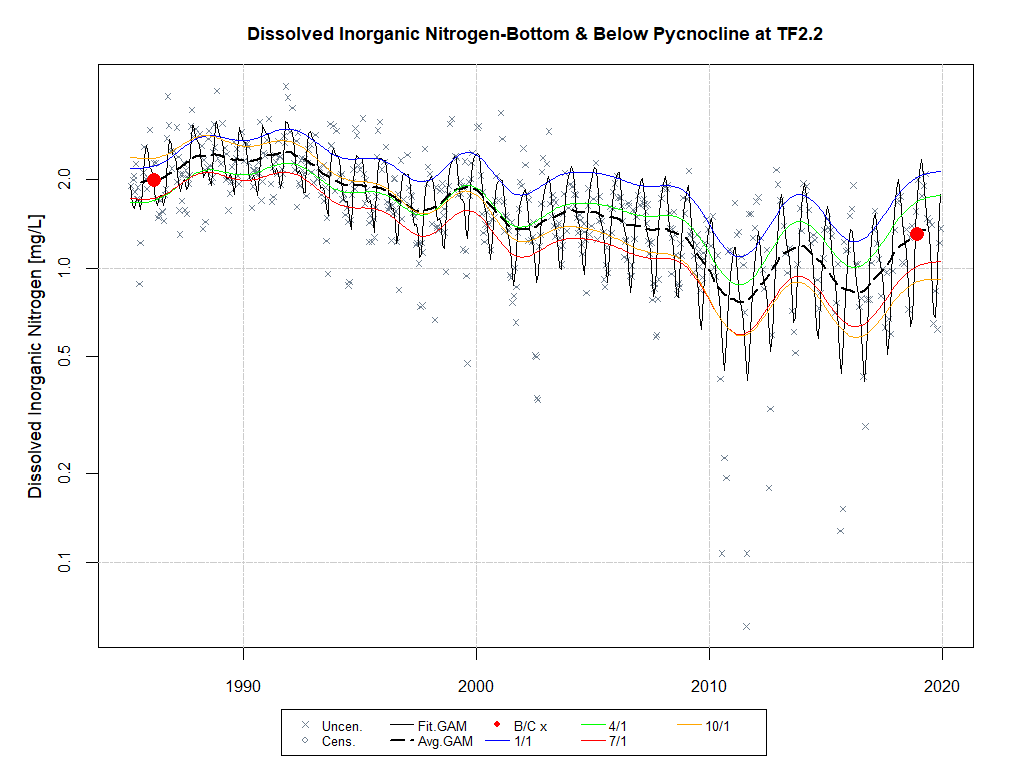 Dissolved Inorganic Nitrogen-Bottom & Below Pycnocline at TF2.2
Dissolved Inorganic Nitrogen [mg/L]
2.0
1.0
0.5
0.2
0.1
1990 2000 2010 2020
Uncen. Fit.GAM B/C x 4/1 10/1
Cens. Avg.GAM 1/1 7/1